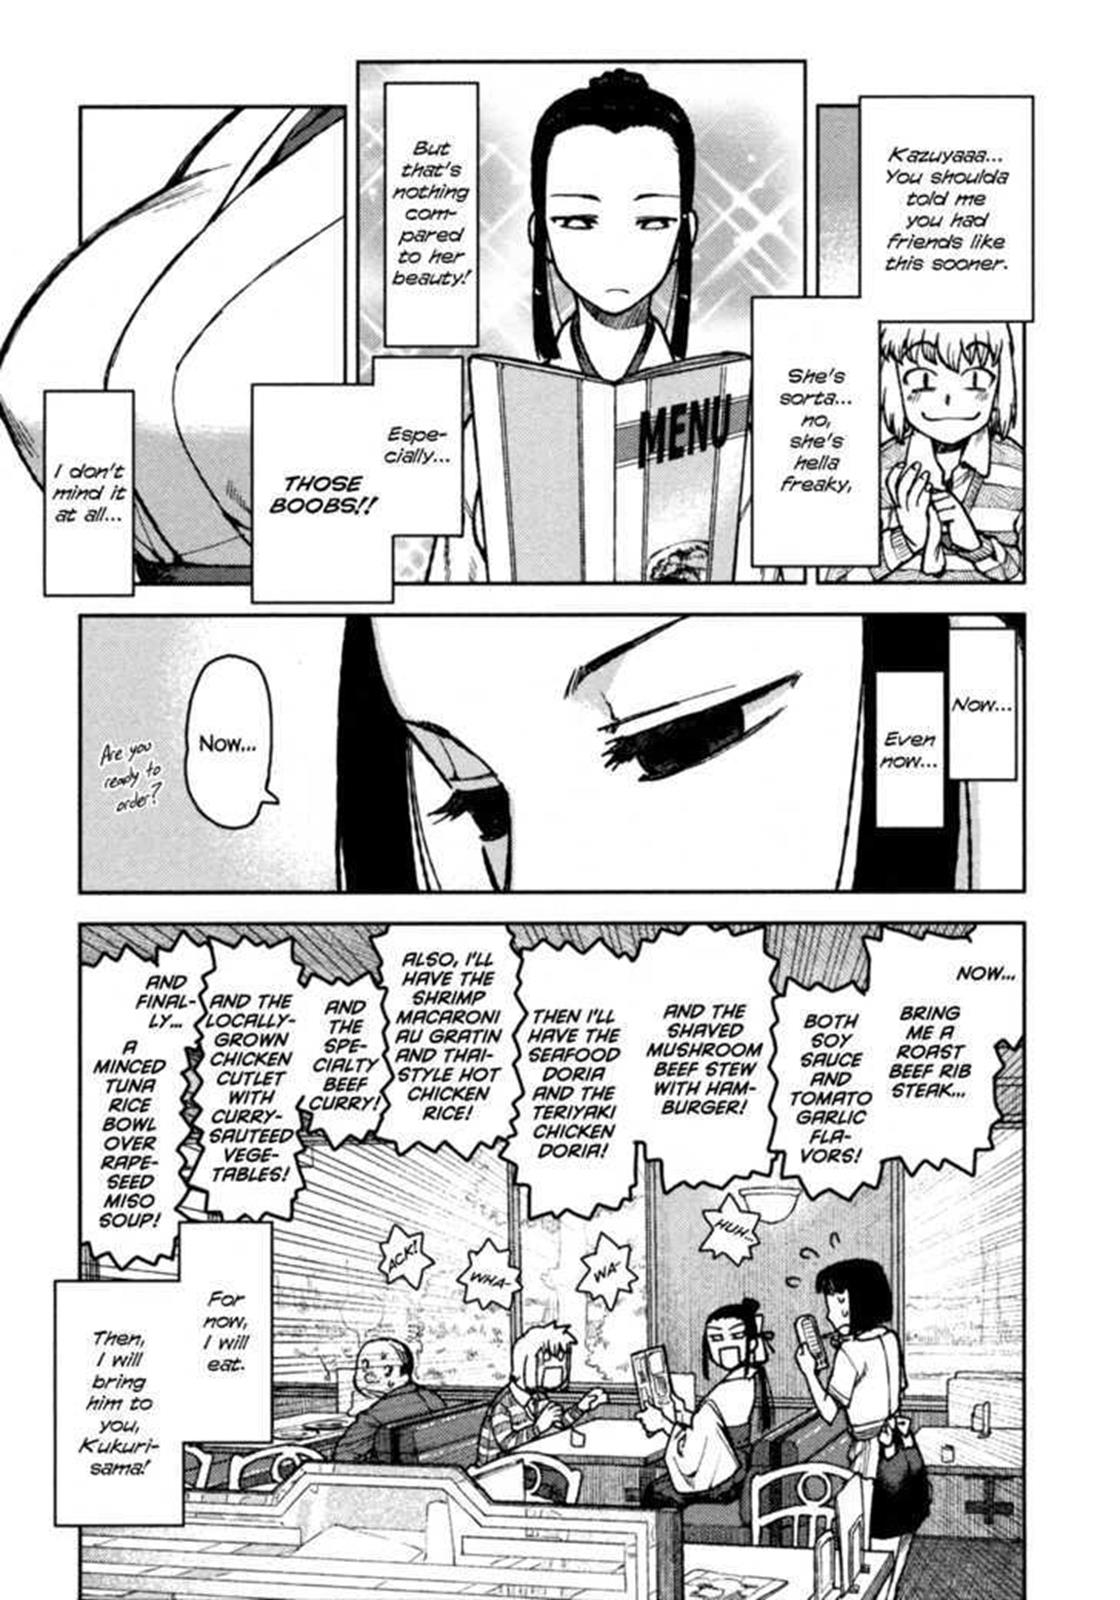 Kazuyaaa...
You shoulda
told me
you had
friends like
this sooner.
She's
sorta...
no,
she's
hella
freaky,
But
that's
nothing
com-
pared
to her
beauty!
MENU
Espe-
cially...
THOSE
BOOBS!!
I don't
mind it
at all...
Now...
Even
now...
Now...
Are you
ready to
order?
NOW...
BRING
ME A
ROAST
BEEF RIB
STEAK...
BOTH
SOY
SAUCE
AND
TOMATO
GARLIC
FLA-
VORS!
AND THE
SHAVED
MUSHROOM
BEEF STEW
WITH HAM-
BURGER!
THEN I'LL
HAVE THE
SEAFOOD
DORIA
AND THE
TERIYAKI
CHICKEN
DORIA!
ALSO, I'LL
HAVE THE
SHRIMP
MACARONI
AU GRATIN
AND THAI-
STYLE HOT
CHICKEN
RICE!
AND
THE
SPE-
CIALTY
BEEF
CURRY!
AND THE
LOCALLY-
GROWN
CHICKEN
CUTLET
WITH
CURRY-
SAUTEED
VEGE-
TABLES!
AND
FINAL-
LY...
A
MINCED
TUNA
RICE
BOWL
OVER
RAPE-
SEED
MISO
SOUP!
HUH...
WA-
WHA-
ACK!
For
now,
I will
eat.
Then,
I will
bring
him to
you,
Kukuri-
sama!